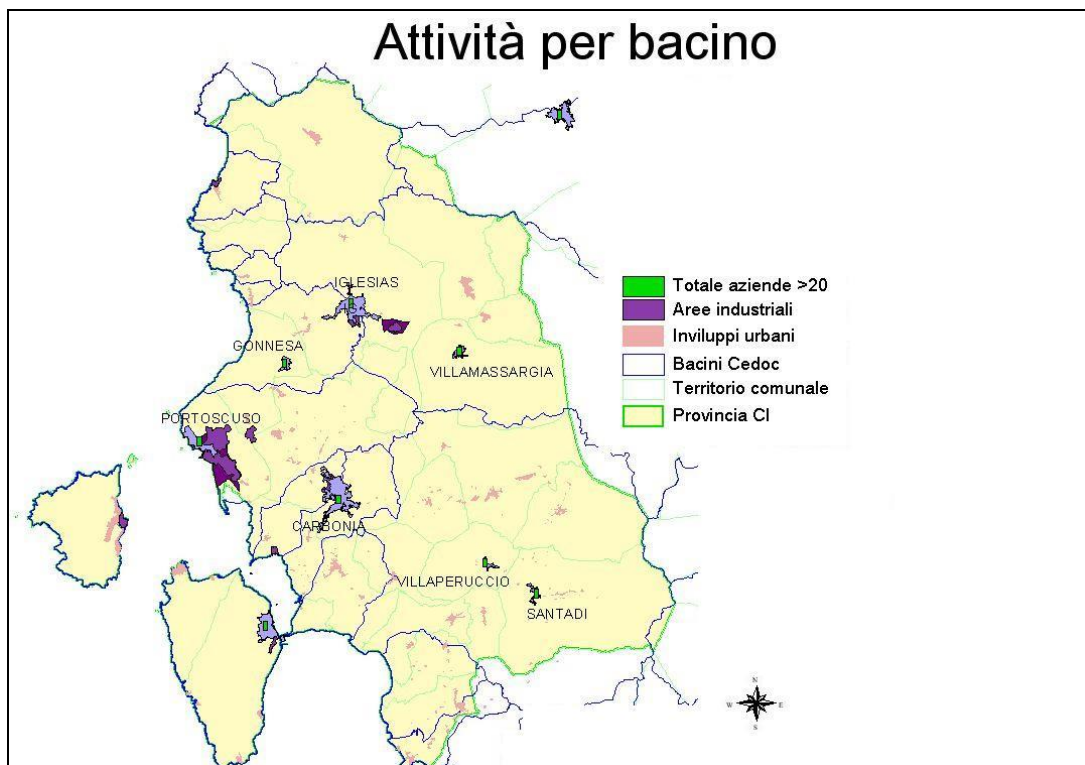 Attività per bacino
IGLESIAS
GONNESA
VILLAMASSARGIA
PORTOSCUSO
CARBONIA
VILLAPERUCCIO
SANTADI
Totale aziende >20
Aree industriali
Inviluppi urbani
Bacini Cedoc
Territorio comunale
Provincia CI
N
W E
S